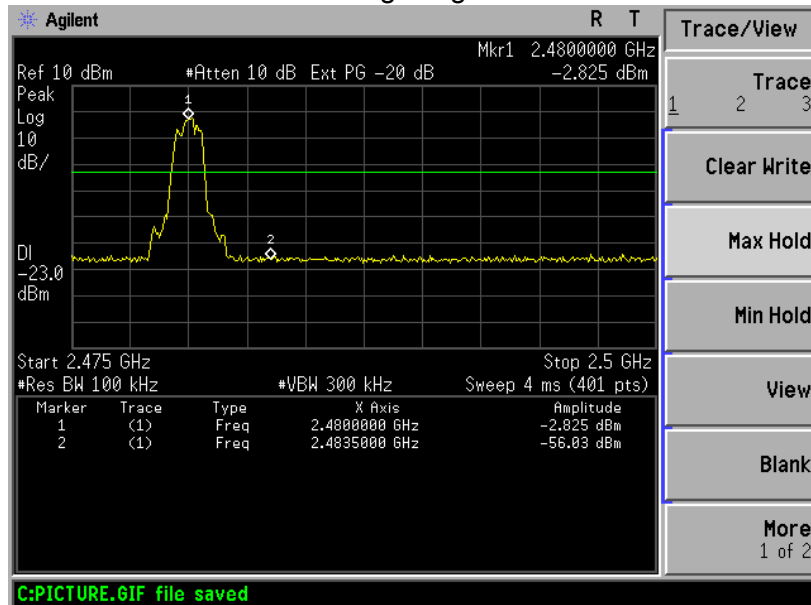 Agilent R T
Mkr1 2.4800000 GHz
Ref 10 dBm #Atten 10 dB Ext PG -20 dB -2.825 dBm
Peak
Log
10
dB/
DI
-23.0
dBm
1
2
Start 2.475 GHz Stop 2.5 GHz
#Res BW 100 kHz #VBW 300 kHz Sweep 4 ms (401 pts)
Marker Trace Type X Axis Amplitude
1 (1) Freq 2.4800000 GHz -2.825 dBm
2 (1) Freq 2.4835000 GHz -56.03 dBm
C:PICTURE.GIF file saved
Trace/View
Trace
1 2 3
Clear Write
Max Hold
Min Hold
View
Blank
More
1 of 2